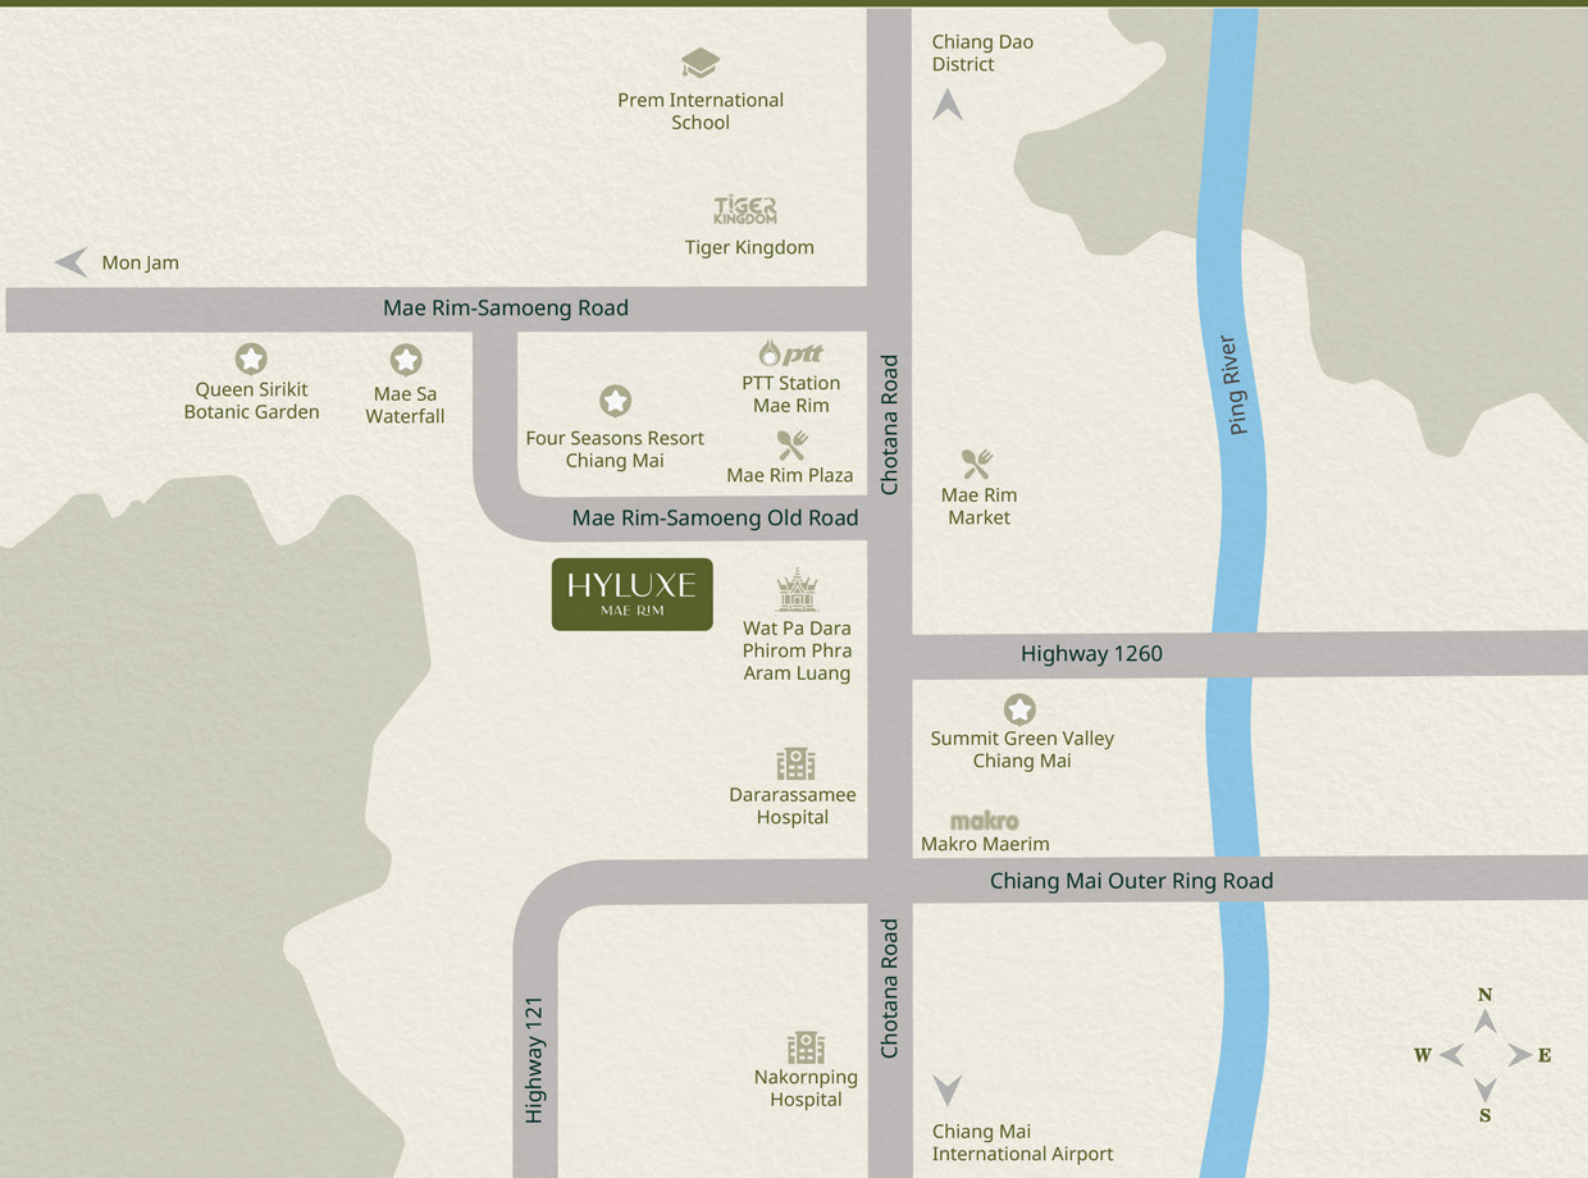 Chiang Dao
District
Prem International
School
TIGER
KINGDOM
Tiger Kingdom
Mon Jam
Mae Rim-Samoeng Road
Queen Sirikit
Botanic Garden
Mae Sa
Waterfall
Four Seasons Resort
Chiang Mai
ptt
PTT Station
Mae Rim
Mae Rim Plaza
Chotana Road
Ping River
Mae Rim
Market
Mae Rim-Samoeng Old Road
HYLUXE
MAE RIM
Wat Pa Dara
Phirom Phra
Aram Luang
Highway 1260
Summit Green Valley
Chiang Mai
Dararassamee
Hospital
makro
Makro Maerim
Chiang Mai Outer Ring Road
Chotana Road
Highway 121
Nakornping
Hospital
Chiang Mai
International Airport
N
W
E
S